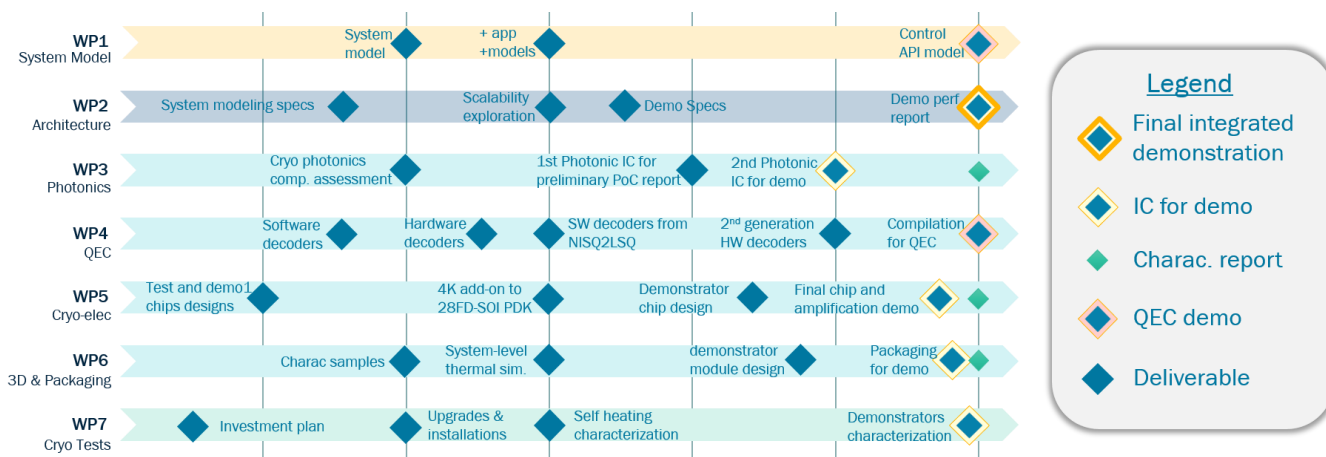 WP1
System Model
System
model
+ app
+models
Control
API model
WP2
Architecture
System modeling specs
Scalability
exploration
Demo Specs
Demo perf
report
WP3
Photonics
Cryo photonics
comp. assessment
1st Photonic IC for
preliminary PoC report
2nd Photonic
IC for demo
WP4
QEC
Software
decoders
Hardware
decoders
SW decoders from
NISQ2LSQ
2nd generation
HW decoders
Compilation
for QEC
WP5
Cryo-elec
Test and demo1
chips designs
4K add-on to
28FD-SOI PDK
Demonstrator
chip design
Final chip and
amplification demo
WP6
3D & Packaging
Charac samples
System-level
thermal sim.
demonstrator
module design
Packaging
for demo
WP7
Cryo Tests
Investment plan
Upgrades &
installations
Self heating
characterization
Demonstrators
characterization
Legend
Final integrated
demonstration
IC for demo
Charac. report
QEC demo
Deliverable